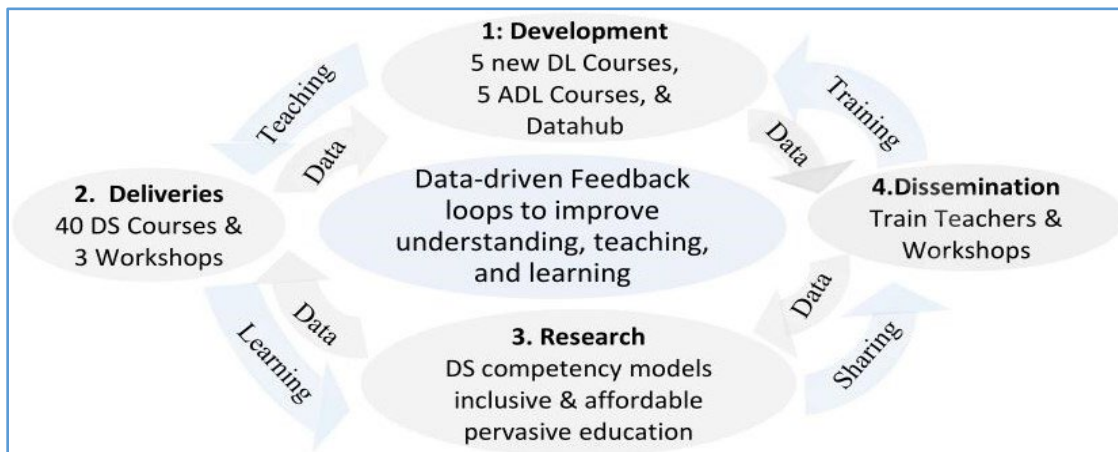 1: Development
5 new DL Courses,
5 ADL Courses, &
Datahub
Teaching
Data
Data
Training
2. Deliveries
40 DS Courses &
3 Workshops
Data-driven Feedback
loops to improve
understanding, teaching,
and learning
4.Dissemination
Train Teachers &
Workshops
Learning
Data
Data
Sharing
3. Research
DS competency models
inclusive & affordable
pervasive education